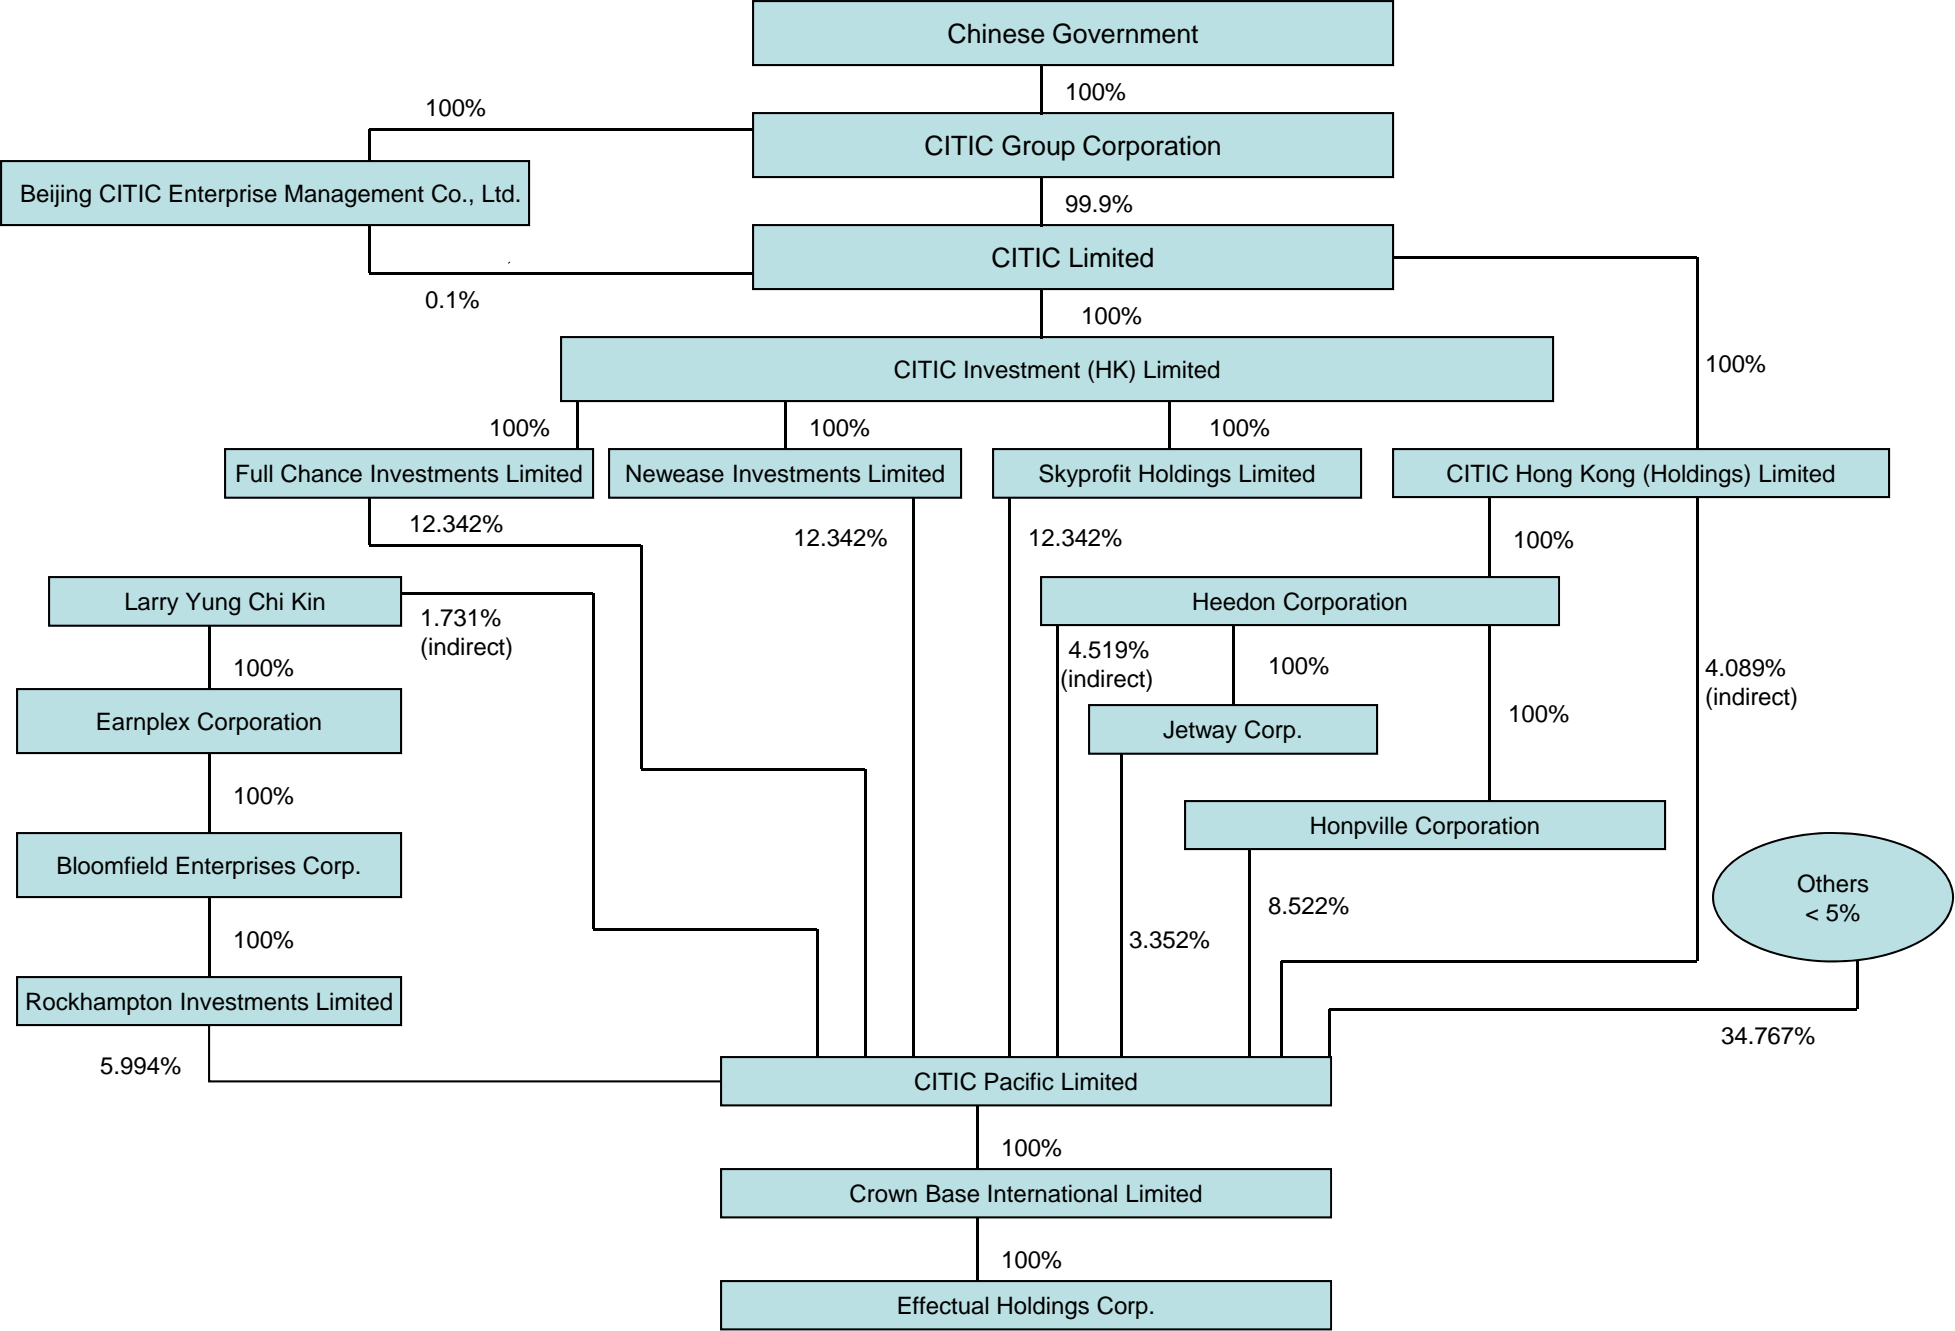 Chinese Government
100%
100%
CITIC Group Corporation
Beijing CITIC Enterprise Management Co., Ltd.
99.9%
CITIC Limited
0.1%
100%
CITIC Investment (HK) Limited
100%
100%
100%
100%
Full Chance Investments Limited
Newease Investments Limited
Skyprofit Holdings Limited
CITIC Hong Kong (Holdings) Limited
12.342%
12.342%
12.342%
100%
Larry Yung Chi Kin
1.731%
(indirect)
Heedon Corporation
4.519%
(indirect)
100%
100%
4.089%
(indirect)
100%
Earnplex Corporation
Jetway Corp.
100%
Honpville Corporation
Bloomfield Enterprises Corp.
Others
< 5%
8.522%
100%
3.352%
Rockhampton Investments Limited
34.767%
5.994%
CITIC Pacific Limited
100%
Crown Base International Limited
100%
Effectual Holdings Corp.